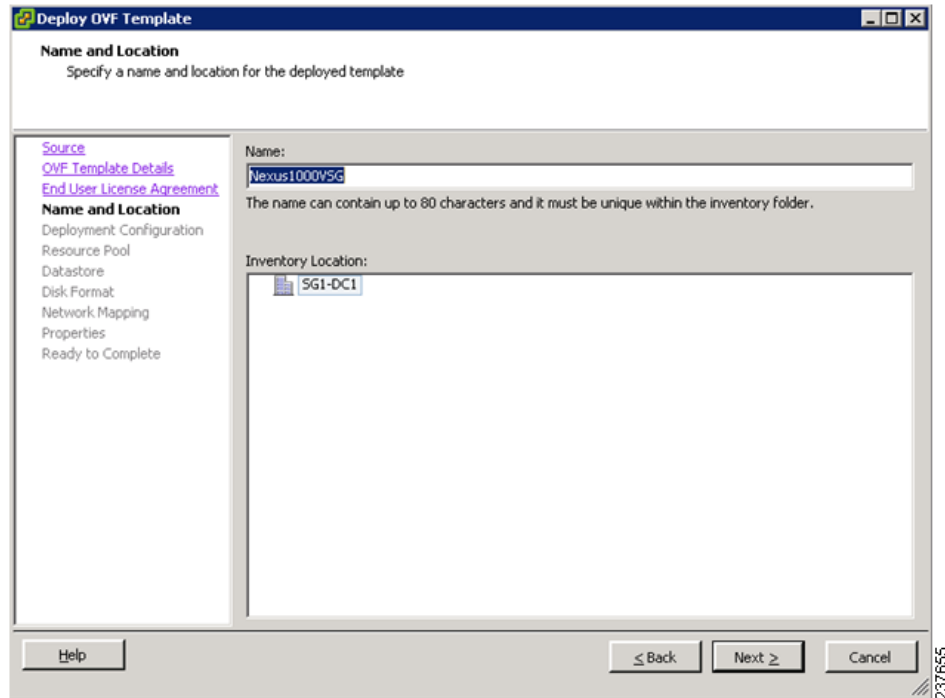 Deploy OVF Template
Name and Location
Specify a name and location for the deployed template
Source
OVF Template Details
End User License Agreement
Name and Location
Deployment Configuration
Resource Pool
Datastore
Disk Format
Network Mapping
Properties
Ready to Complete
Name:
Nexus1000VSG
The name can contain up to 80 characters and it must be unique within the inventory folder.
Inventory Location:
SG1-DC1
Help
≤ Back
Next ≥
Cancel
237655